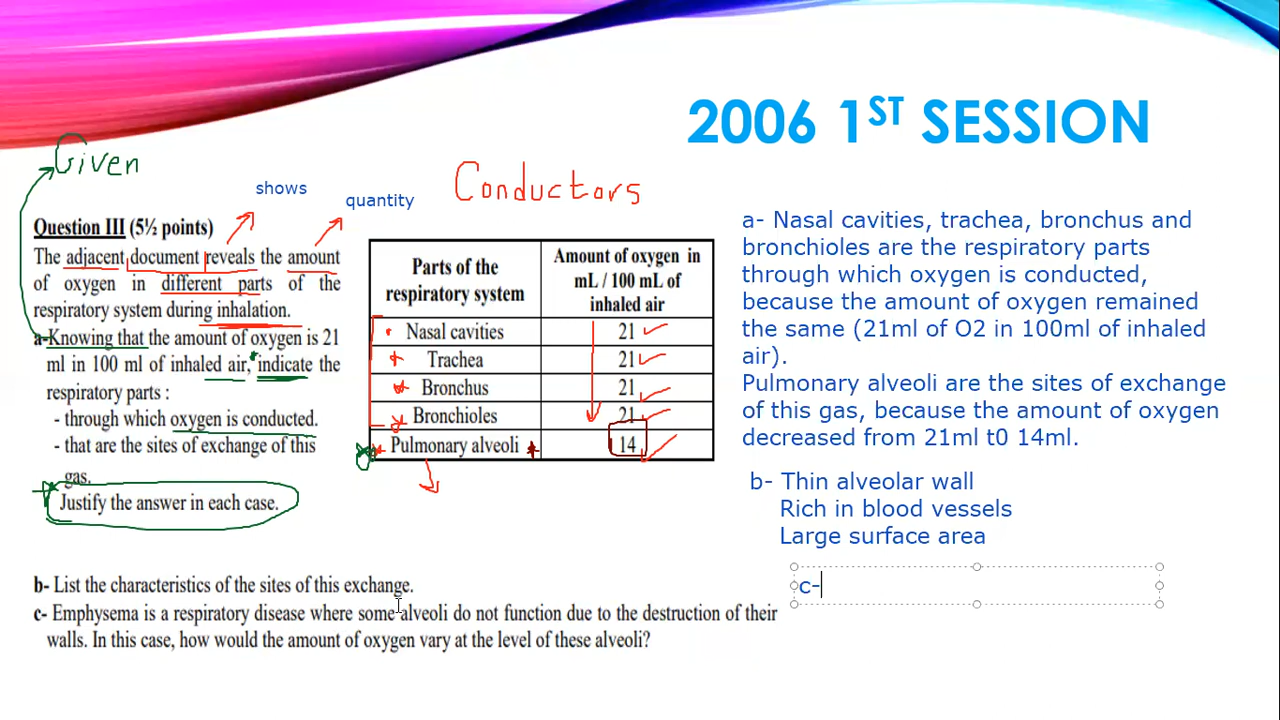 2006 1ST SESSION
Given
shows
quantity
Conductors
Question III (5½ points)
The adjacent document reveals the amount
of oxygen in different parts of the
respiratory system during inhalation.
a- Knowing that the amount of oxygen is 21
ml in 100 ml of inhaled air, indicate the
respiratory parts :
- through which oxygen is conducted.
- that are the sites of exchange of this
gas.
Justify the answer in each case.
Parts of the
respiratory system
Amount of oxygen in
mL / 100 mL of
inhaled air
Nasal cavities 21
Trachea 21
Bronchus 21
Bronchioles 21
Pulmonary alveoli 14
b- List the characteristics of the sites of this exchange.
c- Emphysema is a respiratory disease where some alveoli do not function due to the destruction of their
walls. In this case, how would the amount of oxygen vary at the level of these alveoli?
a- Nasal cavities, trachea, bronchus and
bronchioles are the respiratory parts
through which oxygen is conducted,
because the amount of oxygen remained
the same (21ml of O2 in 100ml of inhaled
air).
Pulmonary alveoli are the sites of exchange
of this gas, because the amount of oxygen
decreased from 21ml t0 14ml.
b- Thin alveolar wall
Rich in blood vessels
Large surface area
c-